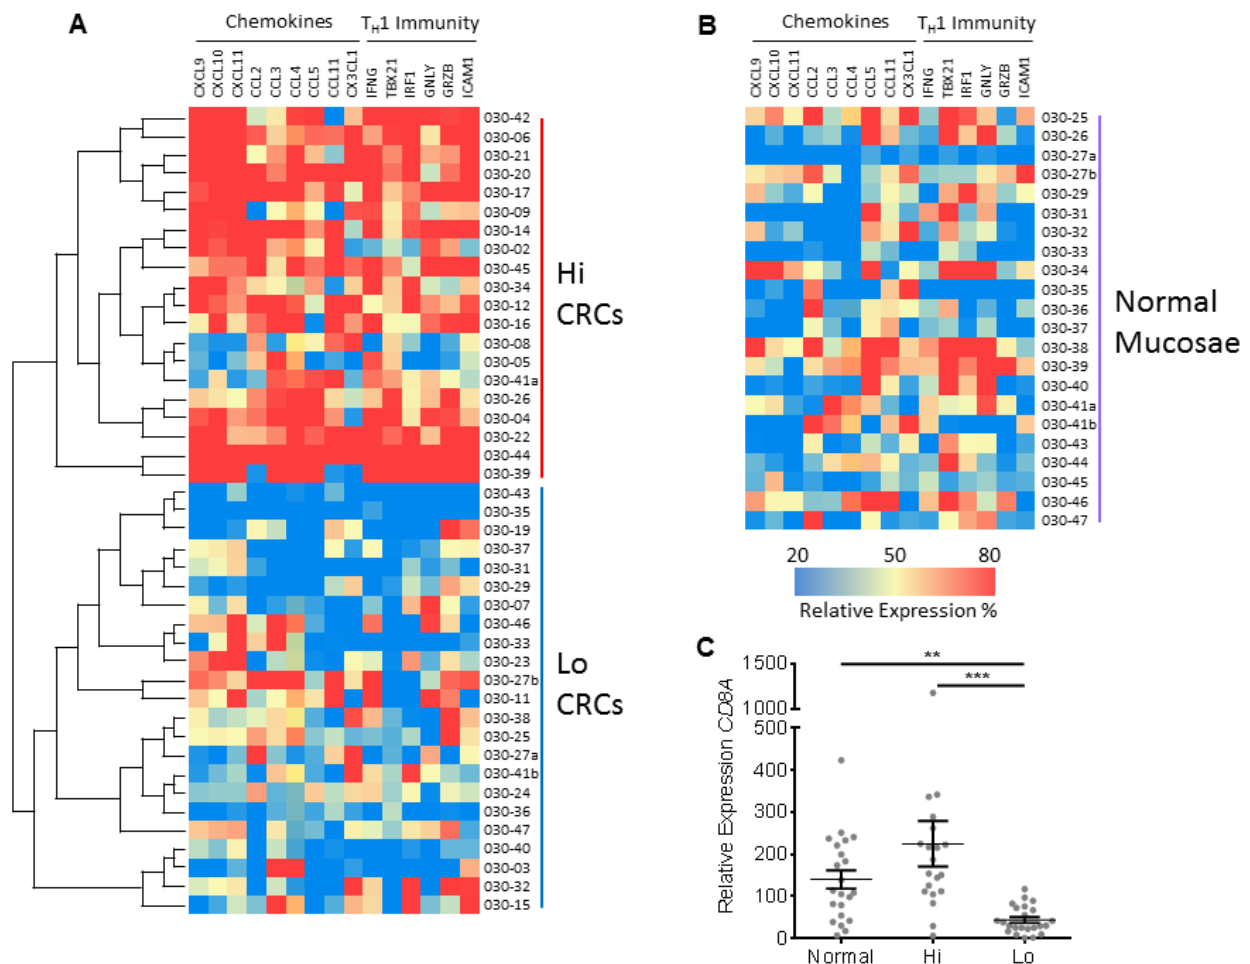 A
Chemokines
TH1 Immunity
CXCL9
CXCL10
CXCL11
CCL2
CCL3
CCL4
CCL5
CCL11
CX3CL1
IFNG
TBX21
IRF1
GNLY
GRZB
ICAM1
030-42
030-06
030-21
030-20
030-17
030-09
030-14
030-02
030-45
030-34
030-12
030-16
030-08
030-05
030-41a
030-26
030-04
030-22
030-44
030-39
030-43
030-35
030-19
030-37
030-31
030-29
030-07
030-46
030-33
030-23
030-27b
030-11
030-38
030-25
030-27a
030-41b
030-24
030-36
030-47
030-40
030-03
030-32
030-15
Hi
CRCs
Lo
CRCs
B
Chemokines
TH1 Immunity
CXCL9
CXCL10
CXCL11
CCL2
CCL3
CCL4
CCL5
CCL11
CX3CL1
IFNG
TBX21
IRF1
GNLY
GRZB
ICAM1
030-25
030-26
030-27a
030-27b
030-29
030-31
030-32
030-33
030-34
030-35
030-36
030-37
030-38
030-39
030-40
030-41a
030-41b
030-43
030-44
030-45
030-46
030-47
Normal
Mucosae
20 50 80
Relative Expression %
C
Relative Expression CD8A
1500
1000
500
400
300
200
100
0
**
***
Normal Hi Lo